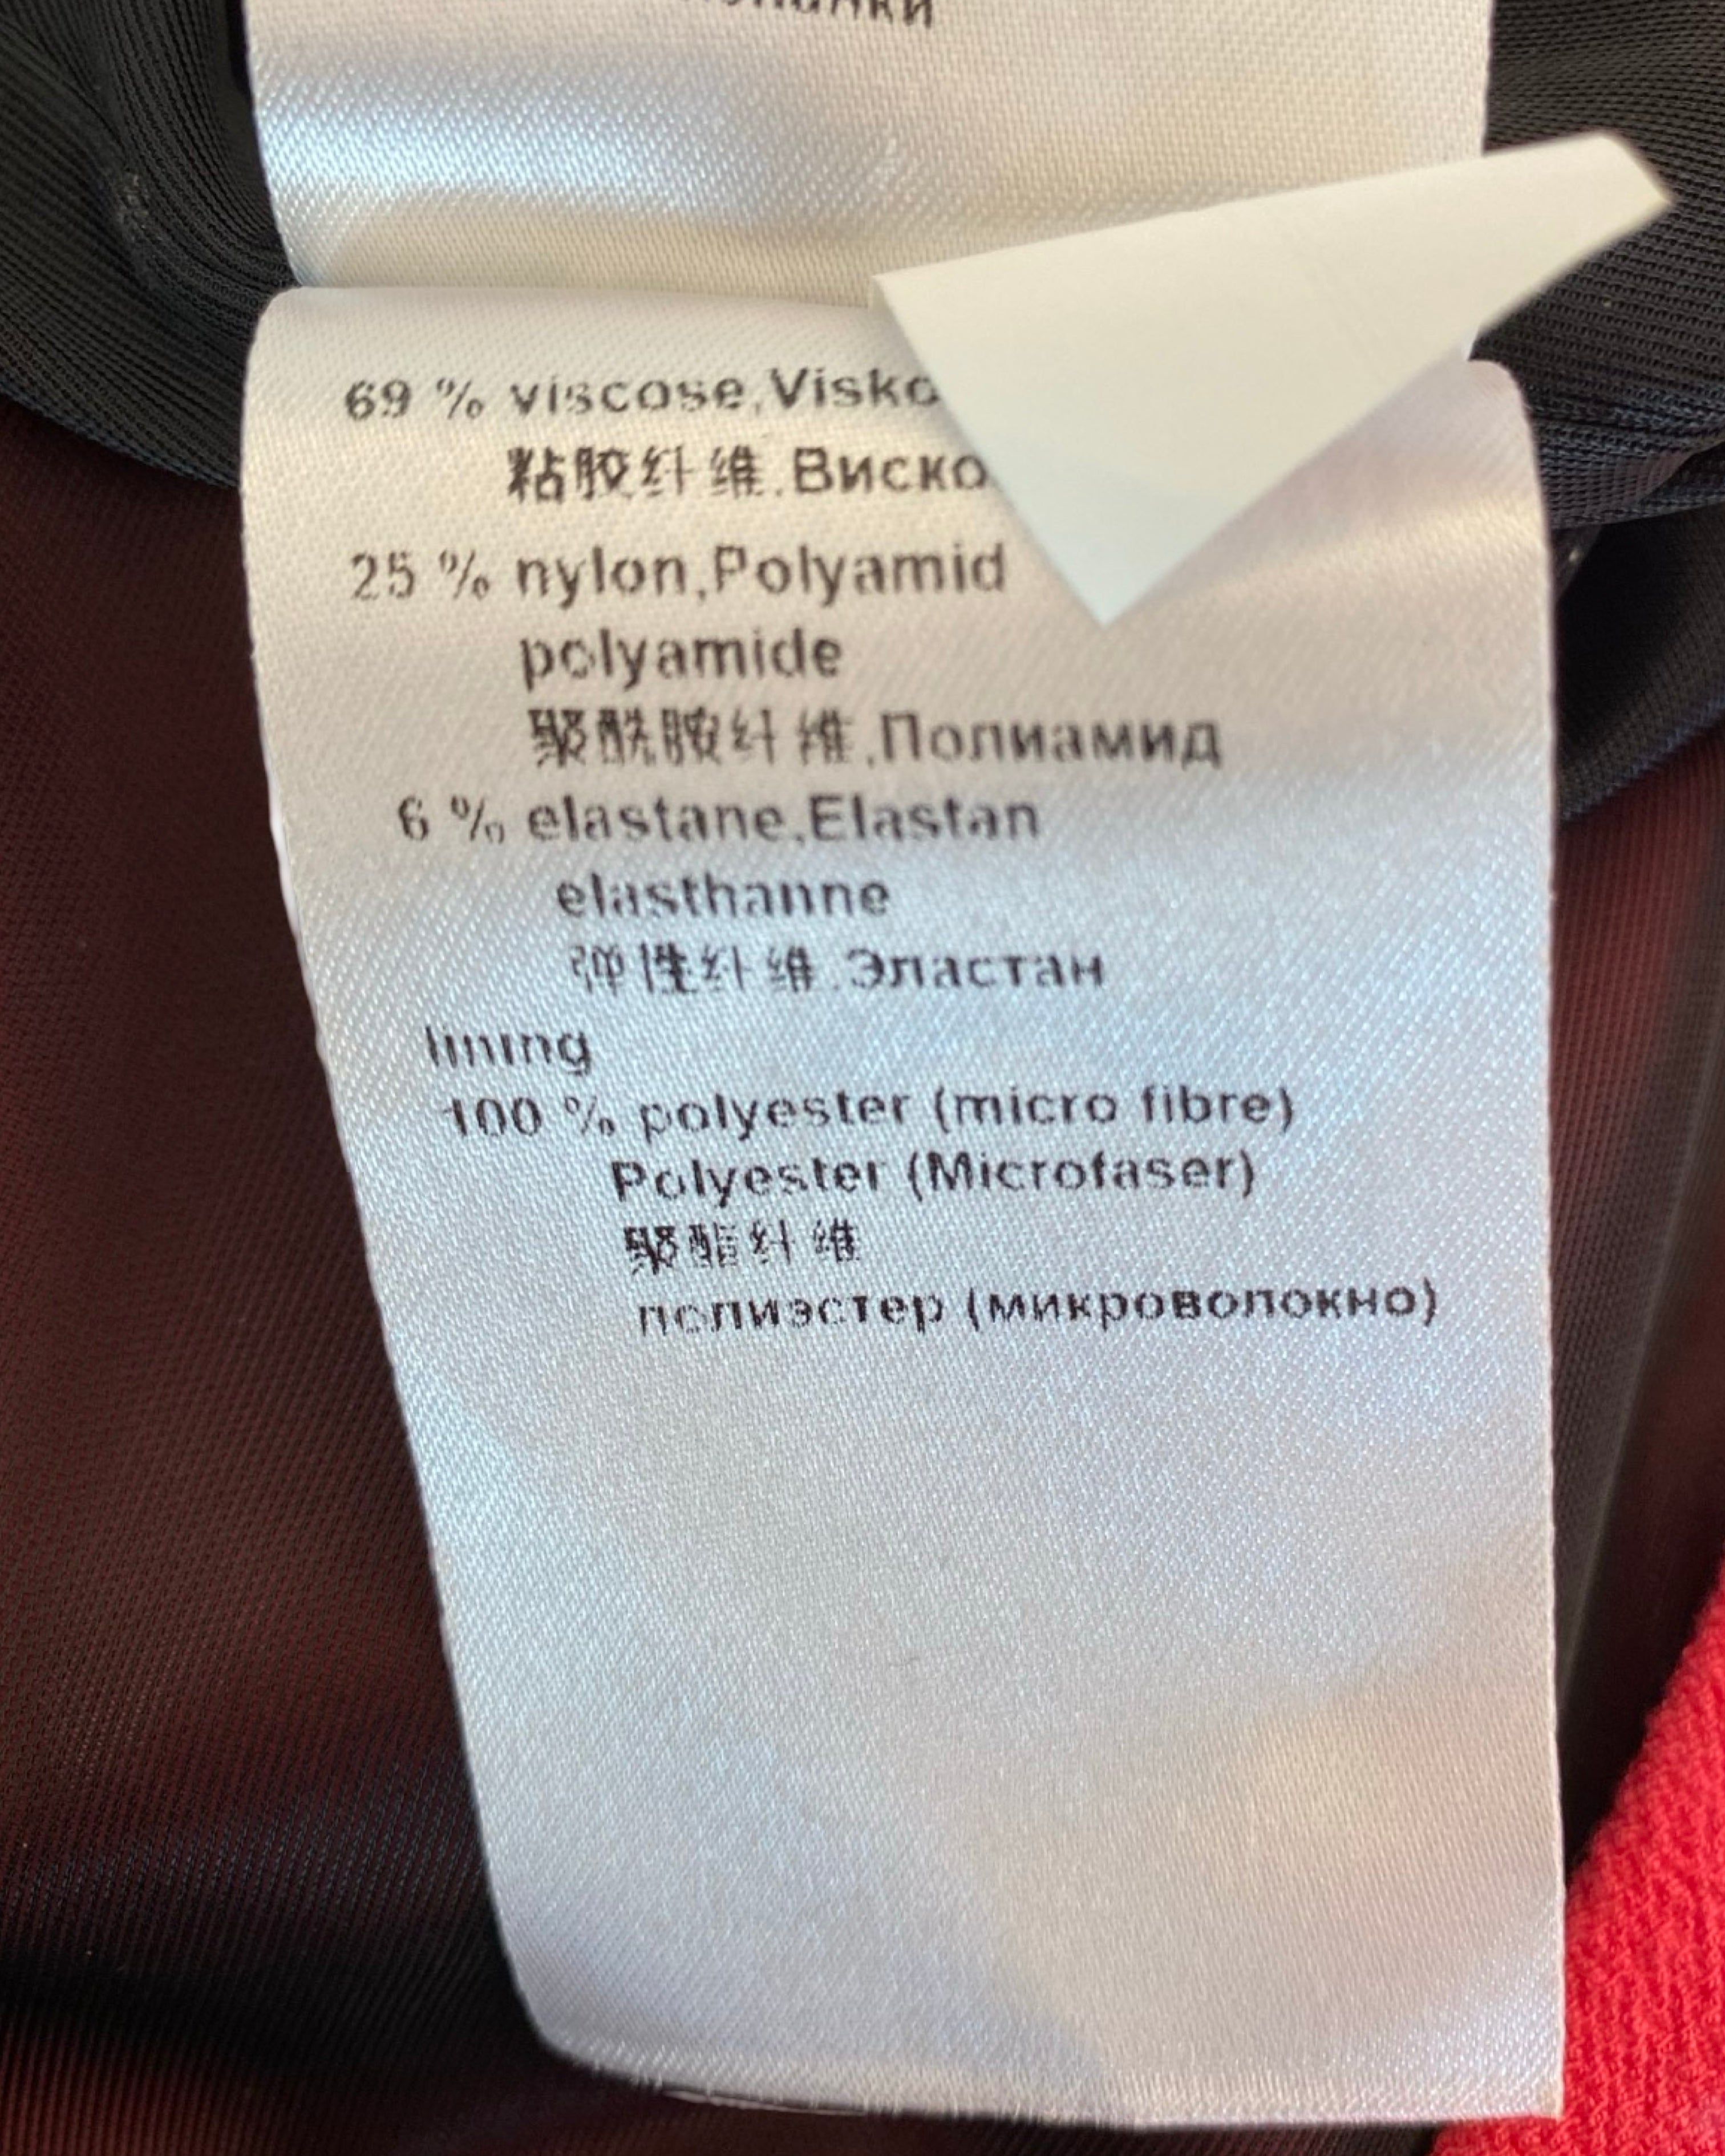 69 % viscose,Visko
粘胶纤维,Виско
25 % nylon,Polyamid
polyamide
聚酰胺纤维,Полиамид
6 % elastane,Elastan
elasthanne
弹性纤维,Эластан
lining
100 % polyester (micro fibre)
Polyester (Microfaser)
聚酯纤维
полиэстер (микроволокно)